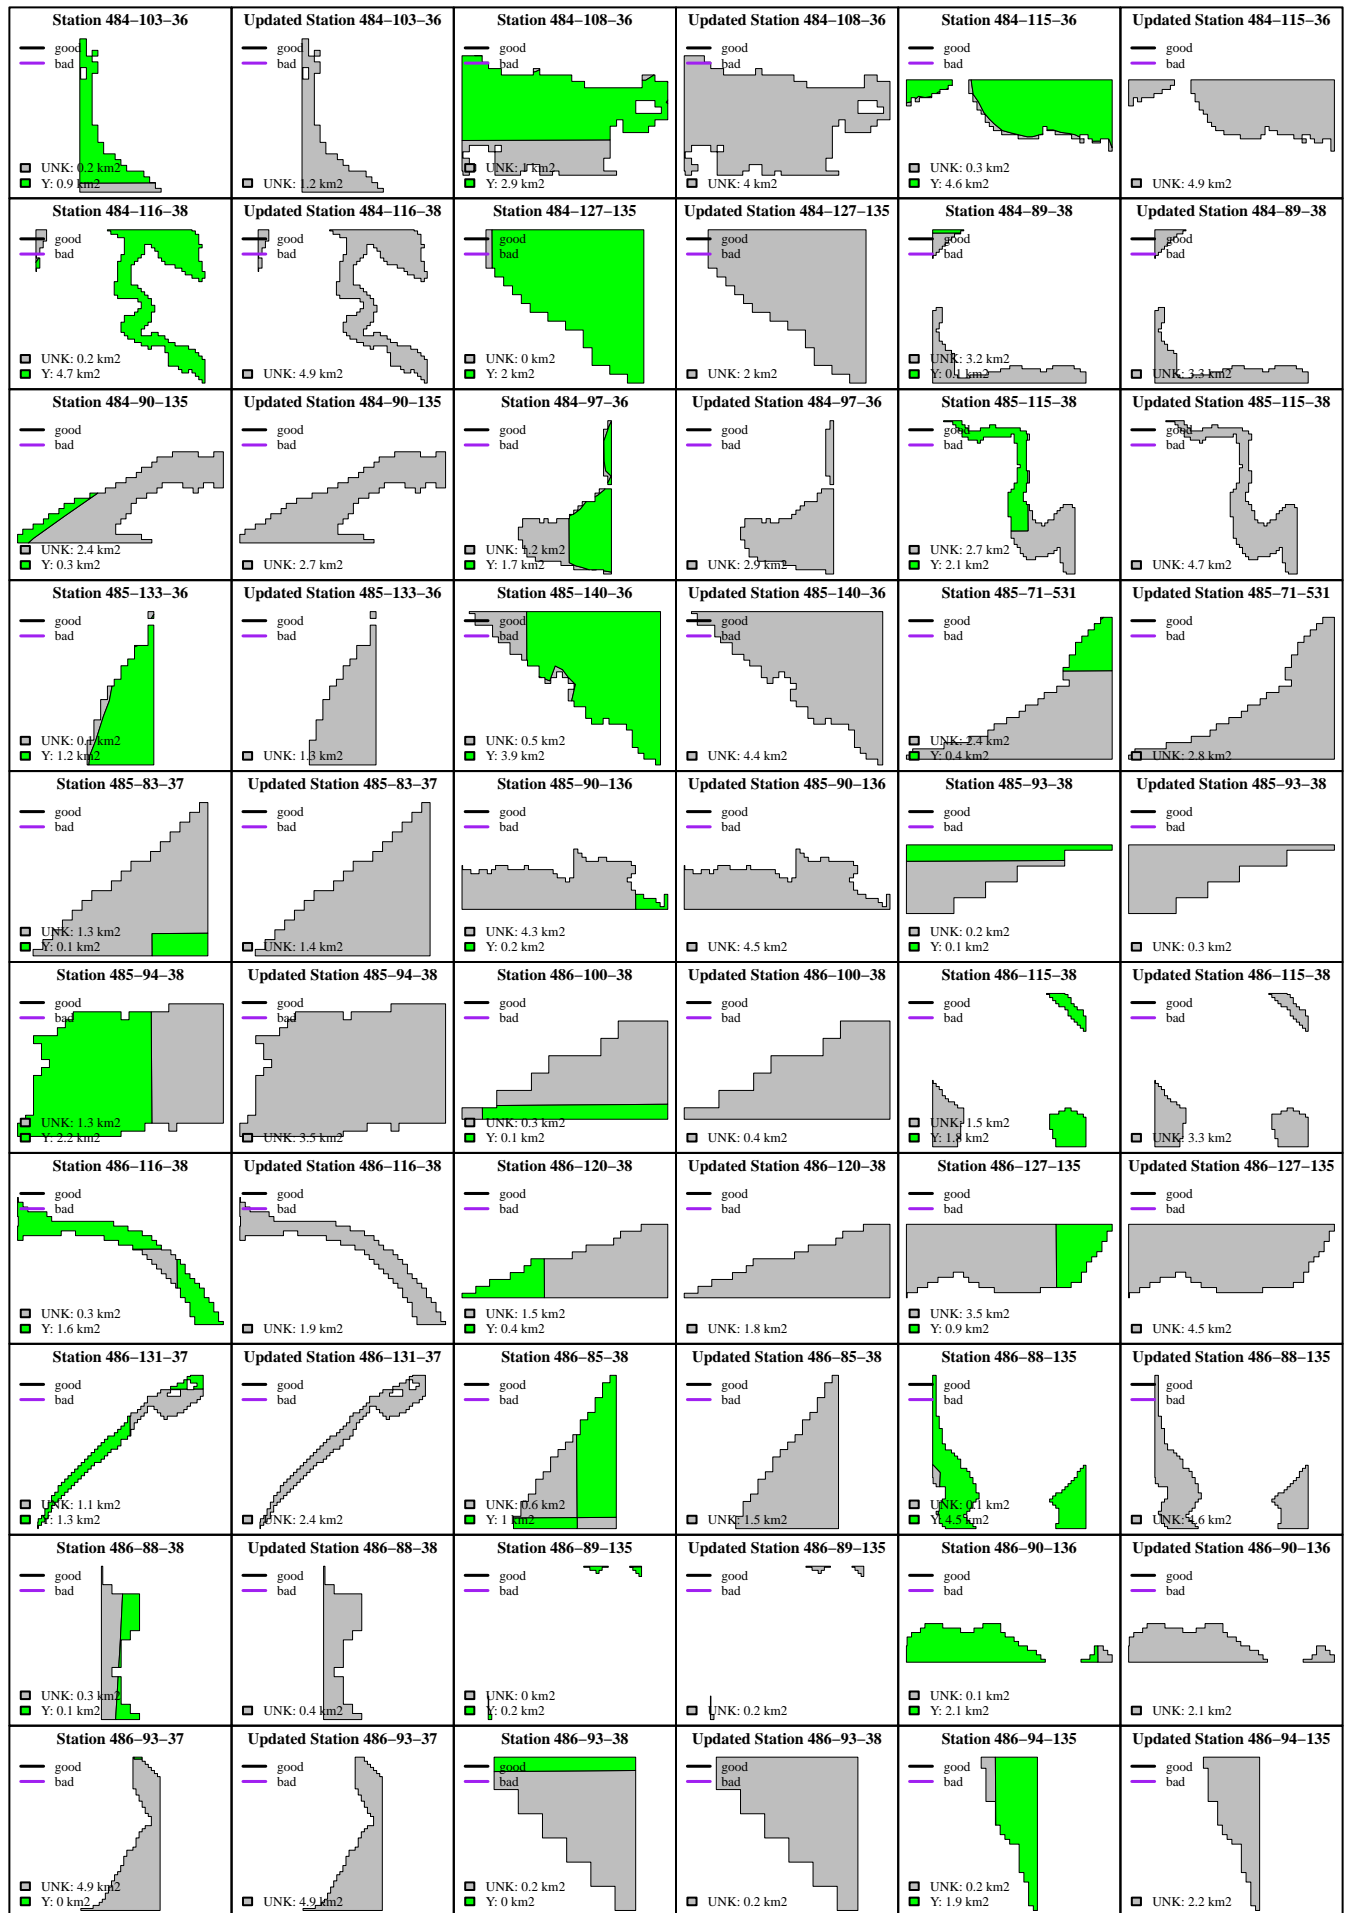 Station 484–103–36
good
bad
UNK: 0.2 km2
Y: 0.9 km2
Updated Station 484–103–36
good
bad
UNK: 1.2 km2
Station 484–108–36
good
bad
UNK: 1 km2
Y: 2.9 km2
Updated Station 484–108–36
good
bad
UNK: 4 km2
Station 484–115–36
good
bad
UNK: 0.3 km2
Y: 4.6 km2
Updated Station 484–115–36
good
bad
UNK: 4.9 km2
Station 484–116–38
good
bad
UNK: 0.2 km2
Y: 4.7 km2
Updated Station 484–116–38
good
bad
UNK: 4.9 km2
Station 484–127–135
good
bad
UNK: 0 km2
Y: 2 km2
Updated Station 484–127–135
good
bad
UNK: 2 km2
Station 484–89–38
good
bad
UNK: 3.2 km2
Y: 0.1 km2
Updated Station 484–89–38
good
bad
UNK: 3.3 km2
Station 484–90–135
good
bad
UNK: 2.4 km2
Y: 0.3 km2
Updated Station 484–90–135
good
bad
UNK: 2.7 km2
Station 484–97–36
good
bad
UNK: 1.2 km2
Y: 1.7 km2
Updated Station 484–97–36
good
bad
UNK: 2.9 km2
Station 485–115–38
good
bad
UNK: 2.7 km2
Y: 2.1 km2
Updated Station 485–115–38
good
bad
UNK: 4.7 km2
Station 485–133–36
good
bad
UNK: 0.1 km2
Y: 1.2 km2
Updated Station 485–133–36
good
bad
UNK: 1.3 km2
Station 485–140–36
good
bad
UNK: 0.5 km2
Y: 3.9 km2
Updated Station 485–140–36
good
bad
UNK: 4.4 km2
Station 485–71–531
good
bad
UNK: 2.4 km2
Y: 0.4 km2
Updated Station 485–71–531
good
bad
UNK: 2.8 km2
Station 485–83–37
good
bad
UNK: 1.3 km2
Y: 0.1 km2
Updated Station 485–83–37
good
bad
UNK: 1.4 km2
Station 485–90–136
good
bad
UNK: 4.3 km2
Y: 0.2 km2
Updated Station 485–90–136
good
bad
UNK: 4.5 km2
Station 485–93–38
good
bad
UNK: 0.2 km2
Y: 0.1 km2
Updated Station 485–93–38
good
bad
UNK: 0.3 km2
Station 485–94–38
good
bad
UNK: 1.3 km2
Y: 2.2 km2
Updated Station 485–94–38
good
bad
UNK: 3.5 km2
Station 486–100–38
good
bad
UNK: 0.3 km2
Y: 0.1 km2
Updated Station 486–100–38
good
bad
UNK: 0.4 km2
Station 486–115–38
good
bad
UNK: 1.5 km2
Y: 1.8 km2
Updated Station 486–115–38
good
bad
UNK: 3.3 km2
Station 486–116–38
good
bad
UNK: 0.3 km2
Y: 1.6 km2
Updated Station 486–116–38
good
bad
UNK: 1.9 km2
Station 486–120–38
good
bad
UNK: 1.5 km2
Y: 0.4 km2
Updated Station 486–120–38
good
bad
UNK: 1.8 km2
Station 486–127–135
good
bad
UNK: 3.5 km2
Y: 0.9 km2
Updated Station 486–127–135
good
bad
UNK: 4.5 km2
Station 486–131–37
good
bad
UNK: 1.1 km2
Y: 1.3 km2
Updated Station 486–131–37
good
bad
UNK: 2.4 km2
Station 486–85–38
good
bad
UNK: 0.6 km2
Y: 1 km2
Updated Station 486–85–38
good
bad
UNK: 1.5 km2
Station 486–88–135
good
bad
UNK: 0.1 km2
Y: 4.5 km2
Updated Station 486–88–135
good
bad
UNK: 4.6 km2
Station 486–88–38
good
bad
UNK: 0.3 km2
Y: 0.1 km2
Updated Station 486–88–38
good
bad
UNK: 0.4 km2
Station 486–89–135
good
bad
UNK: 0 km2
Y: 0.2 km2
Updated Station 486–89–135
good
bad
UNK: 0.2 km2
Station 486–90–136
good
bad
UNK: 0.1 km2
Y: 2.1 km2
Updated Station 486–90–136
good
bad
UNK: 2.1 km2
Station 486–93–37
good
bad
UNK: 4.9 km2
Y: 0 km2
Updated Station 486–93–37
good
bad
UNK: 4.9 km2
Station 486–93–38
good
bad
UNK: 0.2 km2
Y: 0 km2
Updated Station 486–93–38
good
bad
UNK: 0.2 km2
Station 486–94–135
good
bad
UNK: 0.2 km2
Y: 1.9 km2
Updated Station 486–94–135
good
bad
UNK: 2.2 km2